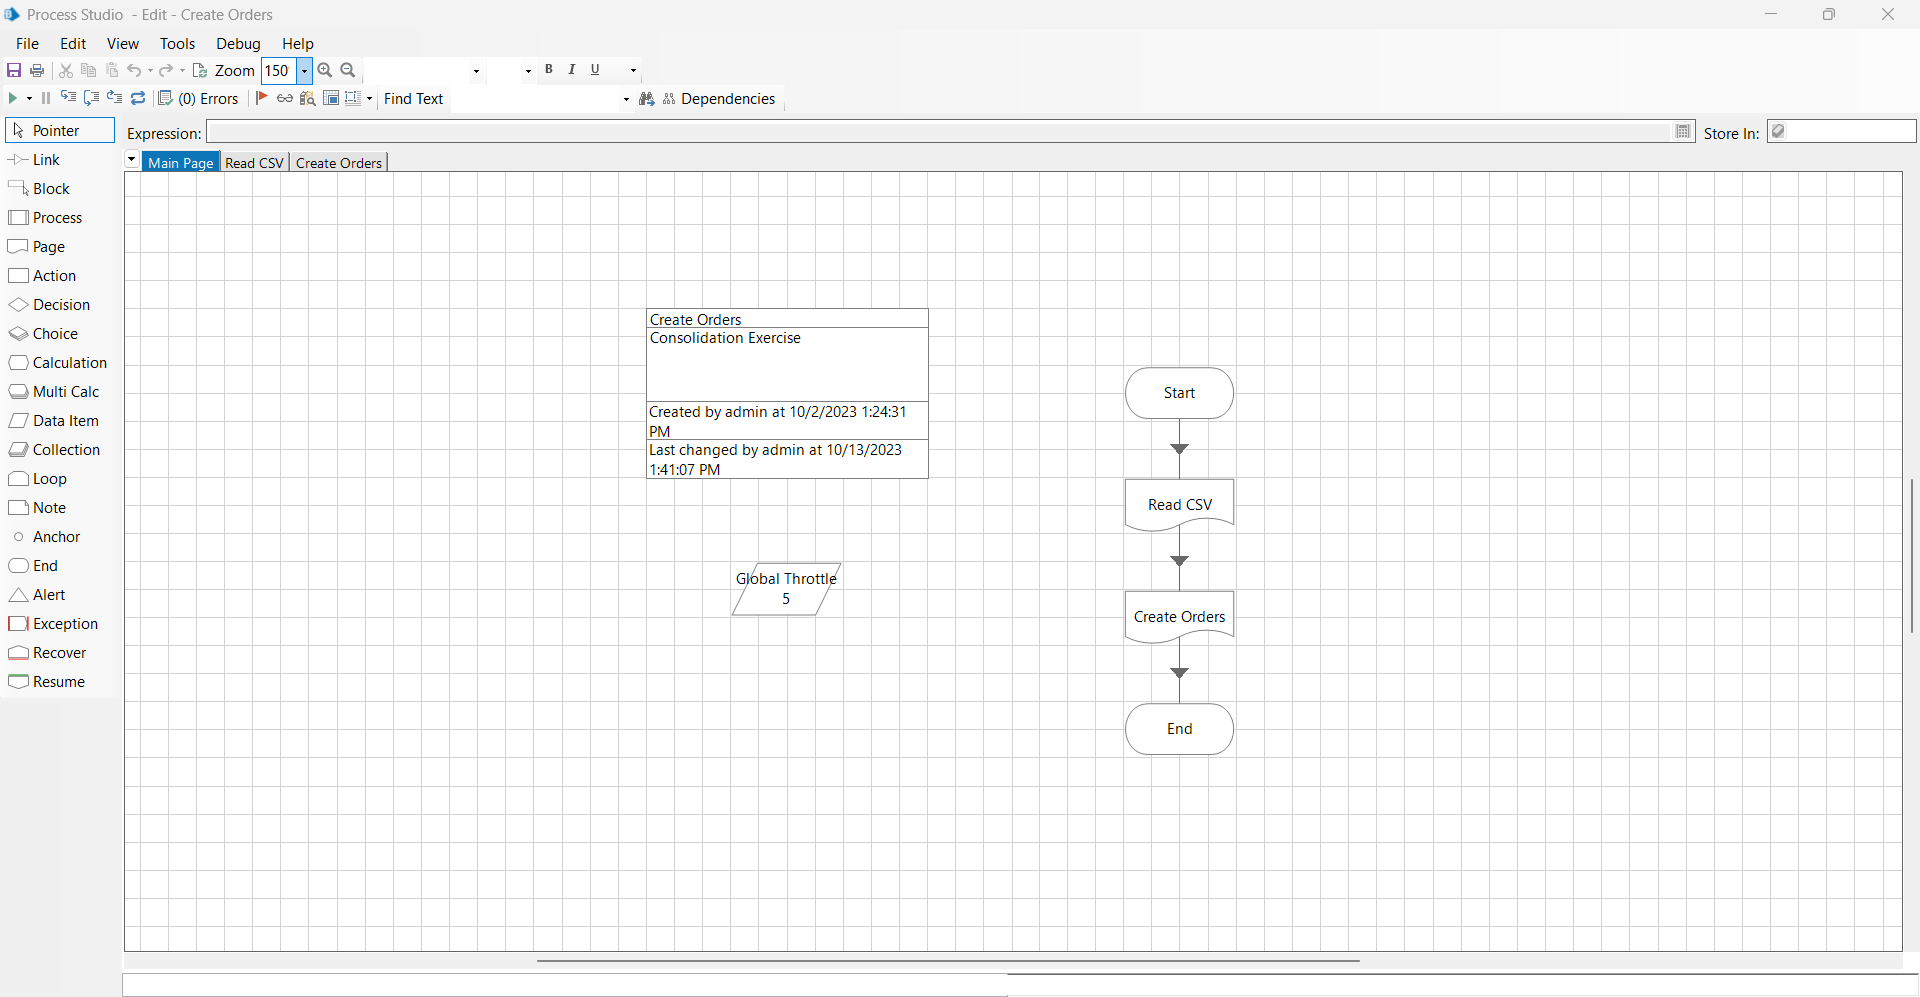 Process Studio - Edit - Create Orders
File Edit View Tools Debug Help
Zoom 150 B I U
(0) Errors Find Text Dependencies
Expression: Store In:
Main Page Read CSV Create Orders
Pointer
Link
Block
Process
Page
Action
Decision
Choice
Calculation
Multi Calc
Data Item
Collection
Loop
Note
Anchor
End
Alert
Exception
Recover
Resume
Create Orders
Consolidation Exercise
Created by admin at 10/2/2023 1:24:31
PM
Last changed by admin at 10/13/2023
1:41:07 PM
Global Throttle
5
Start
Read CSV
Create Orders
End